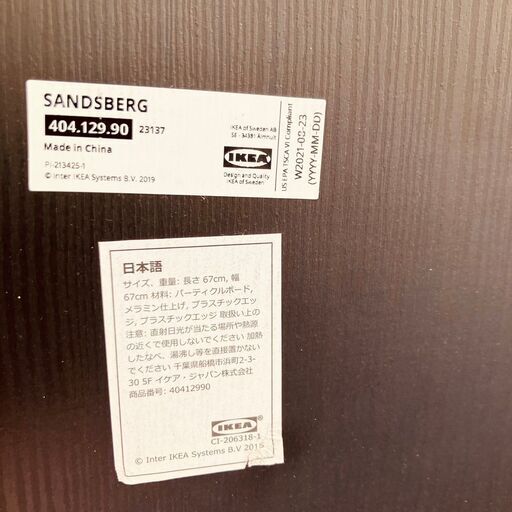 SANDSBERG
404.129.90 23137
Made in China
PI-213425-1
© Inter IKEA Systems B.V. 2019
IKEA of Sweden AB
SE - 34381 Älmhult
IKEA
Design and Quality
IKEA of Sweden
US EPA TSCA VI Compliant
W2021-08-23
(YYYY-MM-DD)
日本語
サイズ、重量: 長さ 67cm, 幅
67cm 材料: パーティクルボード,
メラミン仕上げ, プラスチックエッ
ジ, プラスチックエッジ 取扱い上の
注意: 直射日光が当たる場所や熱源
の近くで使用しないでください 加熱
したなべ、湯沸し等を直接置かない
でください 千葉県船橋市浜町2-3-
30 5F イケア・ジャパン株式会社
商品番号: 40412990
IKEA
CI-206318-1
© Inter IKEA Systems B.V 2015